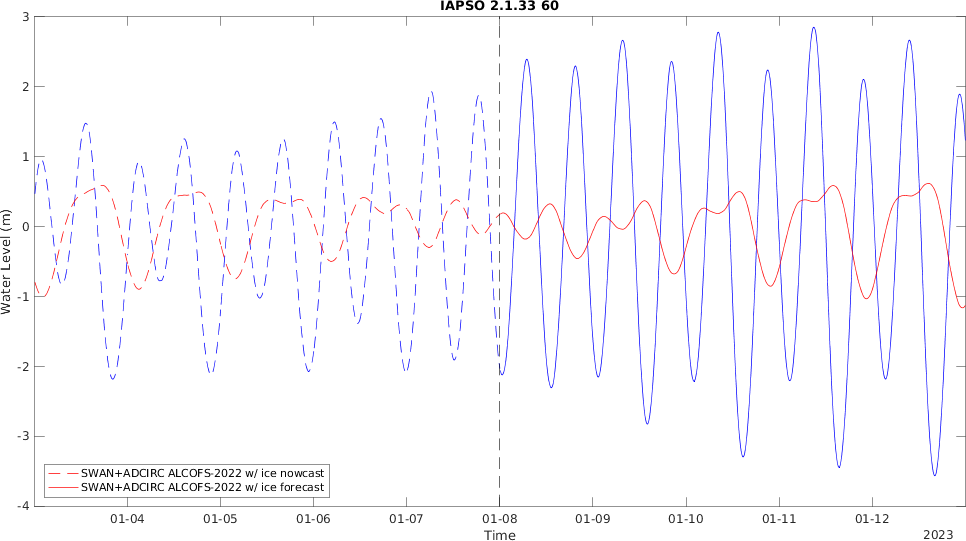 IAPSO 2.1.33 60
3
2
1
0
-1
-2
-3
-4
Water Level (m)
SWAN+ADCIRC ALCOFS-2022 w/ ice nowcast
SWAN+ADCIRC ALCOFS-2022 w/ ice forecast
01-04 01-05 01-06 01-07 01-08 01-09 01-10 01-11 01-12
Time
2023